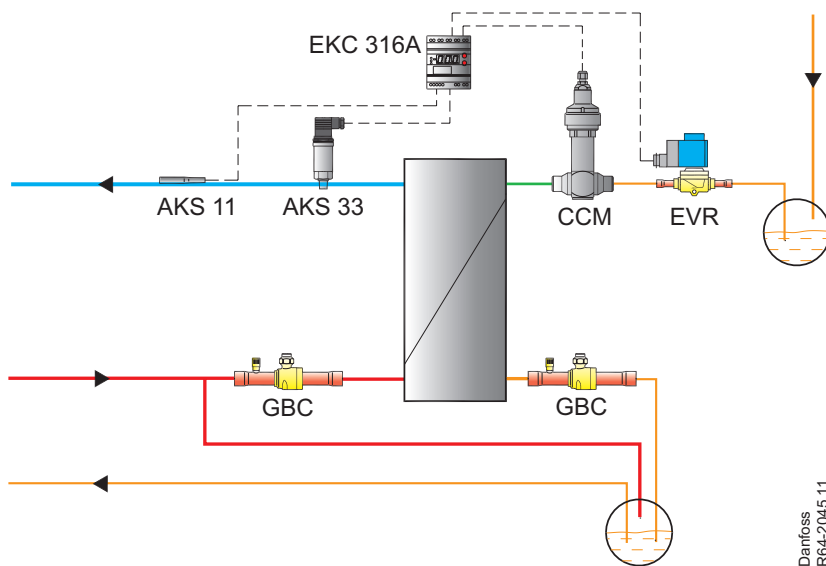 EKC 316A
AKS 11
AKS 33
CCM
EVR
GBC
GBC
Danfoss
R64-2045.11